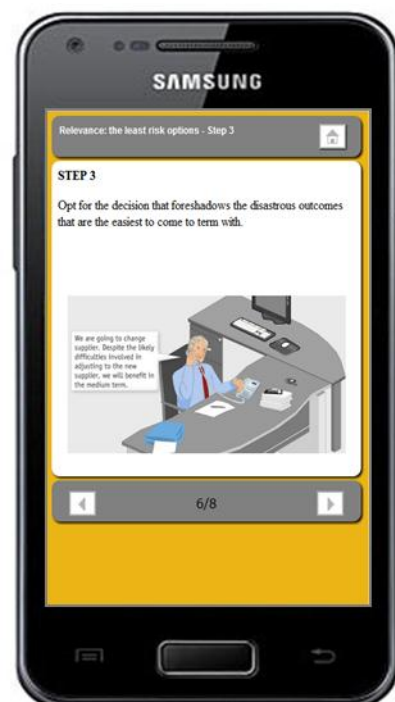 SAMSUNG
Relevance: the least risk options - Step 3
STEP 3
Opt for the decision that foreshadows the disastrous outcomes
that are the easiest to come to term with.
We are going to change
supplier. Despite the likely
difficulties involved in
adjusting to the new
supplier, we will benefit in
the medium term.
6/8